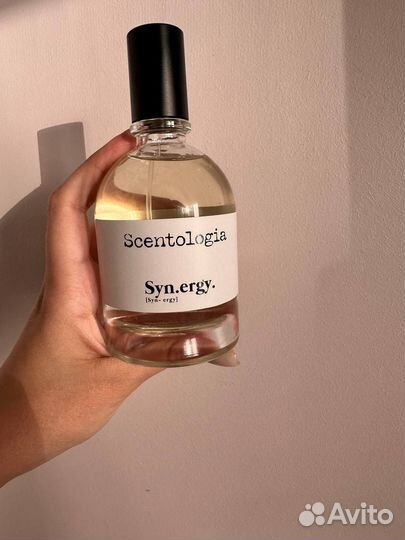 Scentologia
Syn.ergy.
[Syn- ergy]
Avito